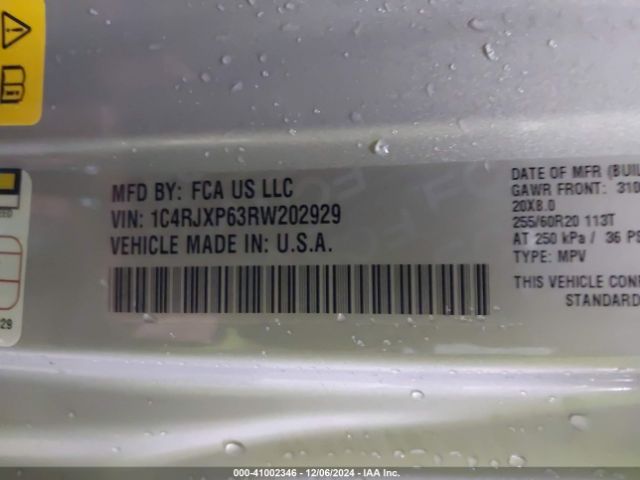 MFD BY: FCA US LLC
VIN: 1C4RJXP63RW202929
VEHICLE MADE IN: U.S.A.
DATE OF MFR (BUIL
GAWR FRONT: 310
20X8.0
255/60R20 113T
AT 250 kPa / 36 PS
TYPE: MPV
THIS VEHICLE CONF
STANDARD
EED
29
000-41002346 - 12/06/2024 - IAA Inc.